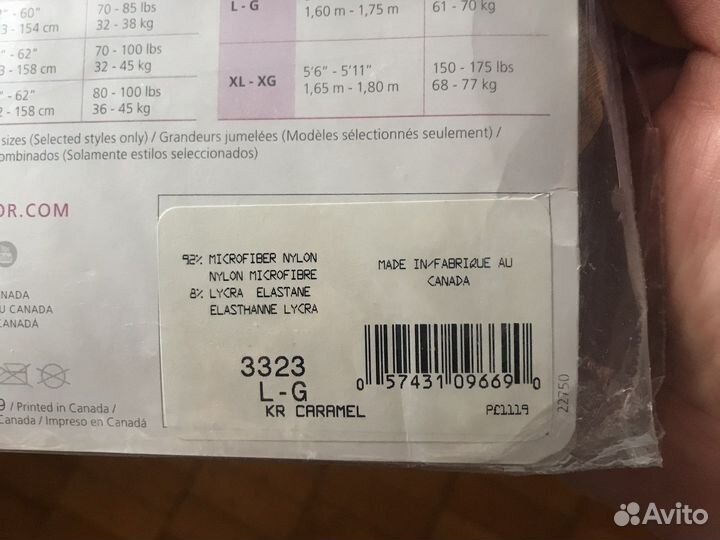 - 60"
70 - 85 lbs
- 154 cm
32 - 38 kg
- 62"
70 - 100 lbs
- 158 cm
32 - 45 kg
- 62"
80 - 100 lbs
- 158 cm
36 - 45 kg
L - G
1,60 m - 1,75 m
61 - 70 kg
XL - XG
5'6" - 5'11"
150 - 175 lbs
1,65 m - 1,80 m
68 - 77 kg
sizes (Selected styles only) / Grandeurs jumelées (Modèles sélectionnés seulement) /
ombinados (Solamente estilos seleccionados)
OR.COM
ANADA
U CANADA
CANADÁ
9 / Printed in Canada /
Canada / Impreso en Canadá
92% MICROFIBER NYLON
NYLON MICROFIBRE
8% LYCRA ELASTANE
ELASTHANNE LYCRA
MADE IN/FABRIQUE AU
CANADA
3323
L-G
KR CARAMEL
0 57431 09669 0
PC1119
22750
Avito